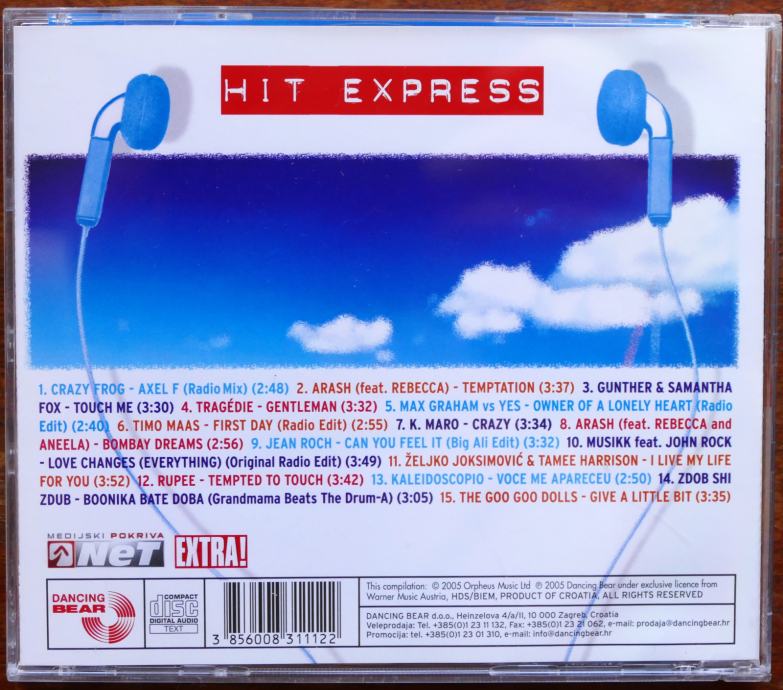 HIT EXPRESS
1. CRAZY FROG - AXEL F (Radio Mix) (2:48) 2. ARASH (feat. REBECCA) - TEMPTATION (3:37) 3. GUNTHER & SAMANTHA
FOX - TOUCH ME (3:30) 4. TRAGÉDIE - GENTLEMAN (3:32) 5. MAX GRAHAM vs YES - OWNER OF A LONELY HEART (Radio
Edit) (2:40) 6. TIMO MAAS - FIRST DAY (Radio Edit) (2:55) 7. K. MARO - CRAZY (3:34) 8. ARASH (feat. REBECCA and
ANEELA) - BOMBAY DREAMS (2:56) 9. JEAN ROCH - CAN YOU FEEL IT (Big Ali Edit) (3:32) 10. MUSIKK feat. JOHN ROCK
- LOVE CHANGES (EVERYTHING) (Original Radio Edit) (3:49) 11. ŽELJKO JOKSIMOVIĆ & TAMEE HARRISON - I LIVE MY LIFE
FOR YOU (3:52) 12. RUPEE - TEMPTED TO TOUCH (3:42) 13. KALEIDOSCOPIO - VOCE ME APARECEU (2:50) 14. ZDOB SHI
ZDUB - BOONIKA BATE DOBA (Grandmama Beats The Drum-A) (3:05) 15. THE GOO GOO DOLLS - GIVE A LITTLE BIT (3:35)
MEDIJSKI POKRIVA
NeT EXTRA!
DANCING
BEAR
COMPACT
disc
DIGITAL AUDIO
TEXT
3 856008 311122
This compilation: © 2005 Orpheus Music Ltd ℗ 2005 Dancing Bear under exclusive licence from
Warner Music Austria, HDS/BIEM, PRODUCT OF CROATIA, ALL RIGHTS RESERVED
DANCING BEAR d.o.o., Heinzelova 4/a/II, 10 000 Zagreb, Croatia
Veleprodaja: Tel. +385(0)1 23 11 132, Fax: +385(0)1 23 21 062, e-mail: prodaja@dancingbear.hr
Promocija: tel. +385(0)1 23 01 310, e-mail: info@dancingbear.hr